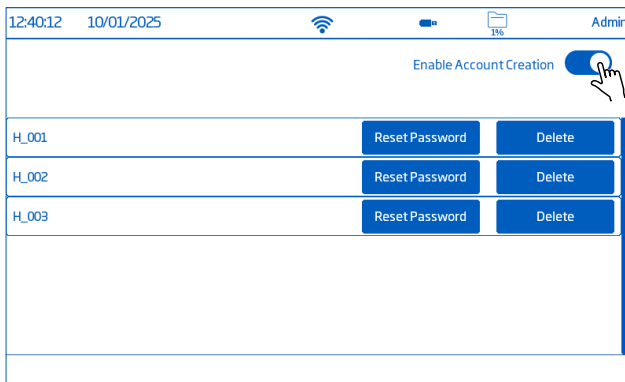 12:40:12 10/01/2025 1% Admin
Enable Account Creation
H_001 Reset Password Delete
H_002 Reset Password Delete
H_003 Reset Password Delete